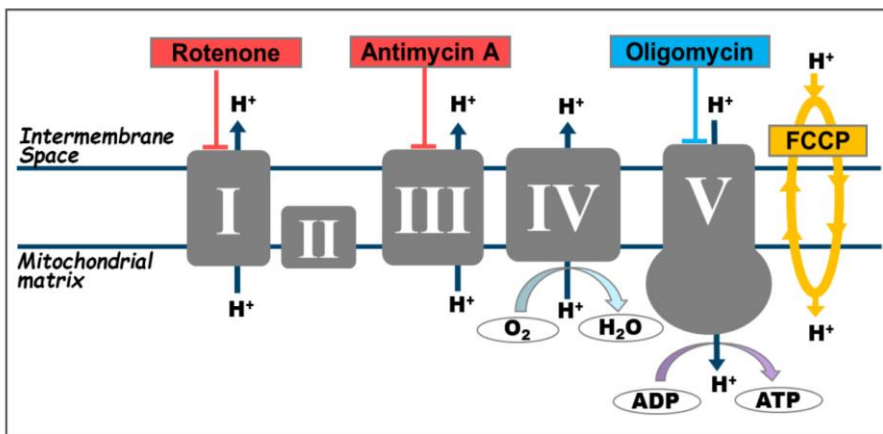 Rotenone
Antimycin A
Oligomycin
H⁺
H⁺
H⁺
H⁺
H⁺
Intermembrane
Space
FCCP
I
II
III
IV
V
Mitochondrial
matrix
H⁺
H⁺
H⁺
O₂
H₂O
H⁺
H⁺
ADP
ATP